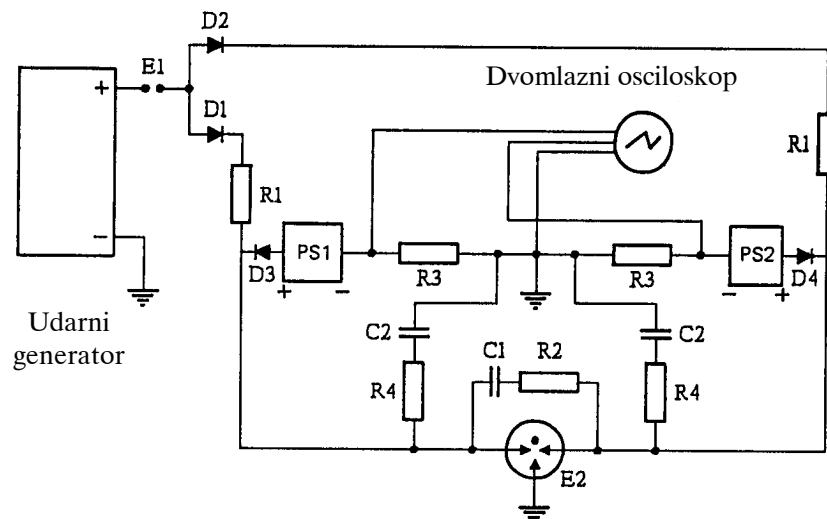 D2
E1
D1
Dvomlazni osciloskop
+
R1
R1
−
PS1
PS2
D3
R3
R3
D4
+
−
−
+
Udarni
generator
C2
C2
C1
R2
R4
R4
E2